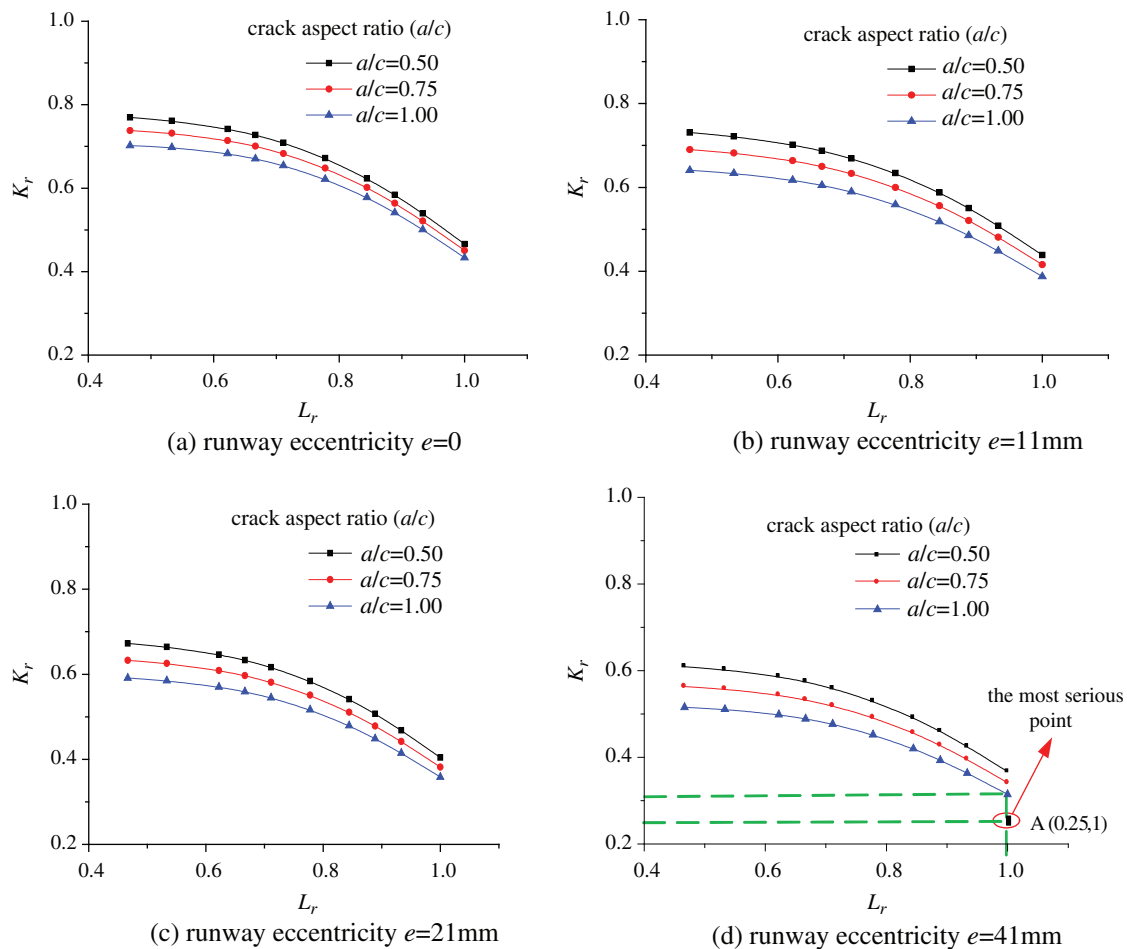 1.0
0.8
0.6
0.4
0.2
K_r
crack aspect ratio (a/c)
a/c=0.50
a/c=0.75
a/c=1.00
0.4
0.6
0.8
1.0
L_r
(a) runway eccentricity e=0
1.0
0.8
0.6
0.4
0.2
K_r
crack aspect ratio (a/c)
a/c=0.50
a/c=0.75
a/c=1.00
0.4
0.6
0.8
1.0
L_r
(b) runway eccentricity e=11mm
1.0
0.8
0.6
0.4
0.2
K_r
crack aspect ratio (a/c)
a/c=0.50
a/c=0.75
a/c=1.00
0.4
0.6
0.8
1.0
L_r
(c) runway eccentricity e=21mm
1.0
0.8
0.6
0.4
0.2
K_r
crack aspect ratio (a/c)
a/c=0.50
a/c=0.75
a/c=1.00
the most serious
point
A (0.25,1)
0.4
0.6
0.8
1.0
L_r
(d) runway eccentricity e=41mm